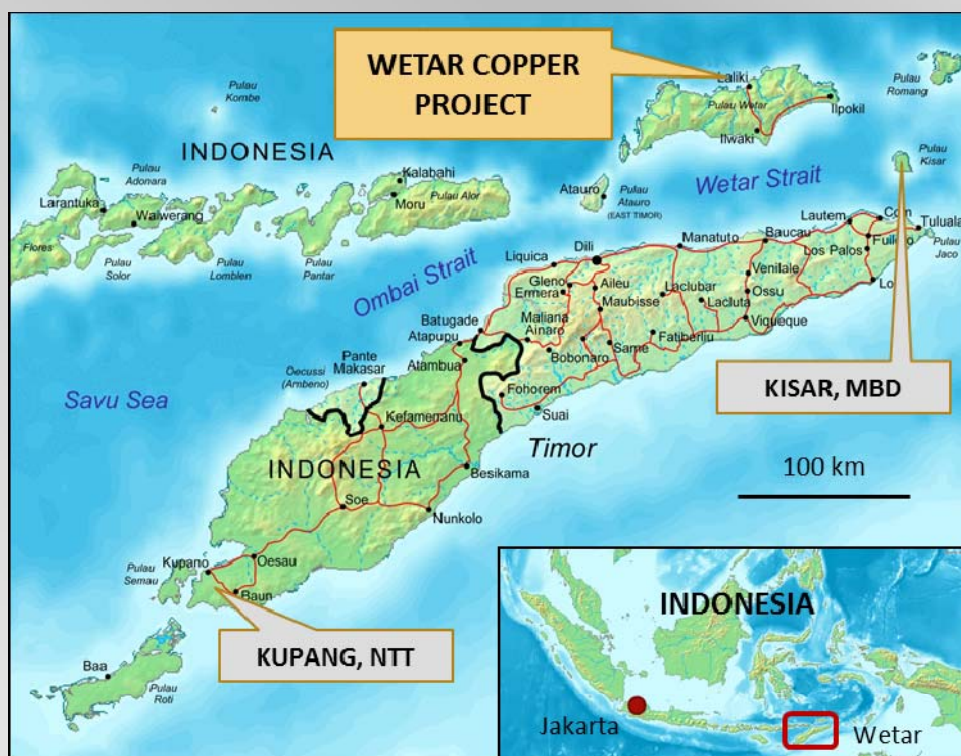 WETAR COPPER
PROJECT
Laliki
Pulau Wetar
Ilpokil
Ilwaki
Pulau
Romang
Pulau
Kombe
INDONESIA
Pulau
Kisar
Pulau
Adonara
Kalabahi
Moru
Pulau Alor
Larantuka
Waiwerang
Atauro
Pulau
Atauro
(EAST TIMOR)
Wetar Strait
Flores
Pulau
Solor
Pulau
Lomblen
Pulau
Pantar
Ombai Strait
Lautem
Com
Tutuala
Pulau
Jaco
Fuiloro
Los Palos
Lo
Baucau
Manatuto
Dili
Liquica
Gleno
Ermera
Aileu
Maubisse
Laclubar
Lacluta
Venilale
Ossu
Viqueque
Batugade
Atapupu
Maliana
Ainaro
Bobonaro
Same
Fatiberliu
Atambua
Fohorem
Suai
Pante
Makasar
Oecussi
(Ambeno)
Savu Sea
Kefamenanu
INDONESIA
Timor
Besikama
Soe
Nunkolo
KISAR, MBD
100 km
Kupang
Oesau
Pulau
Semau
Baun
KUPANG, NTT
Baa
Pulau
Roti
INDONESIA
Jakarta
Wetar